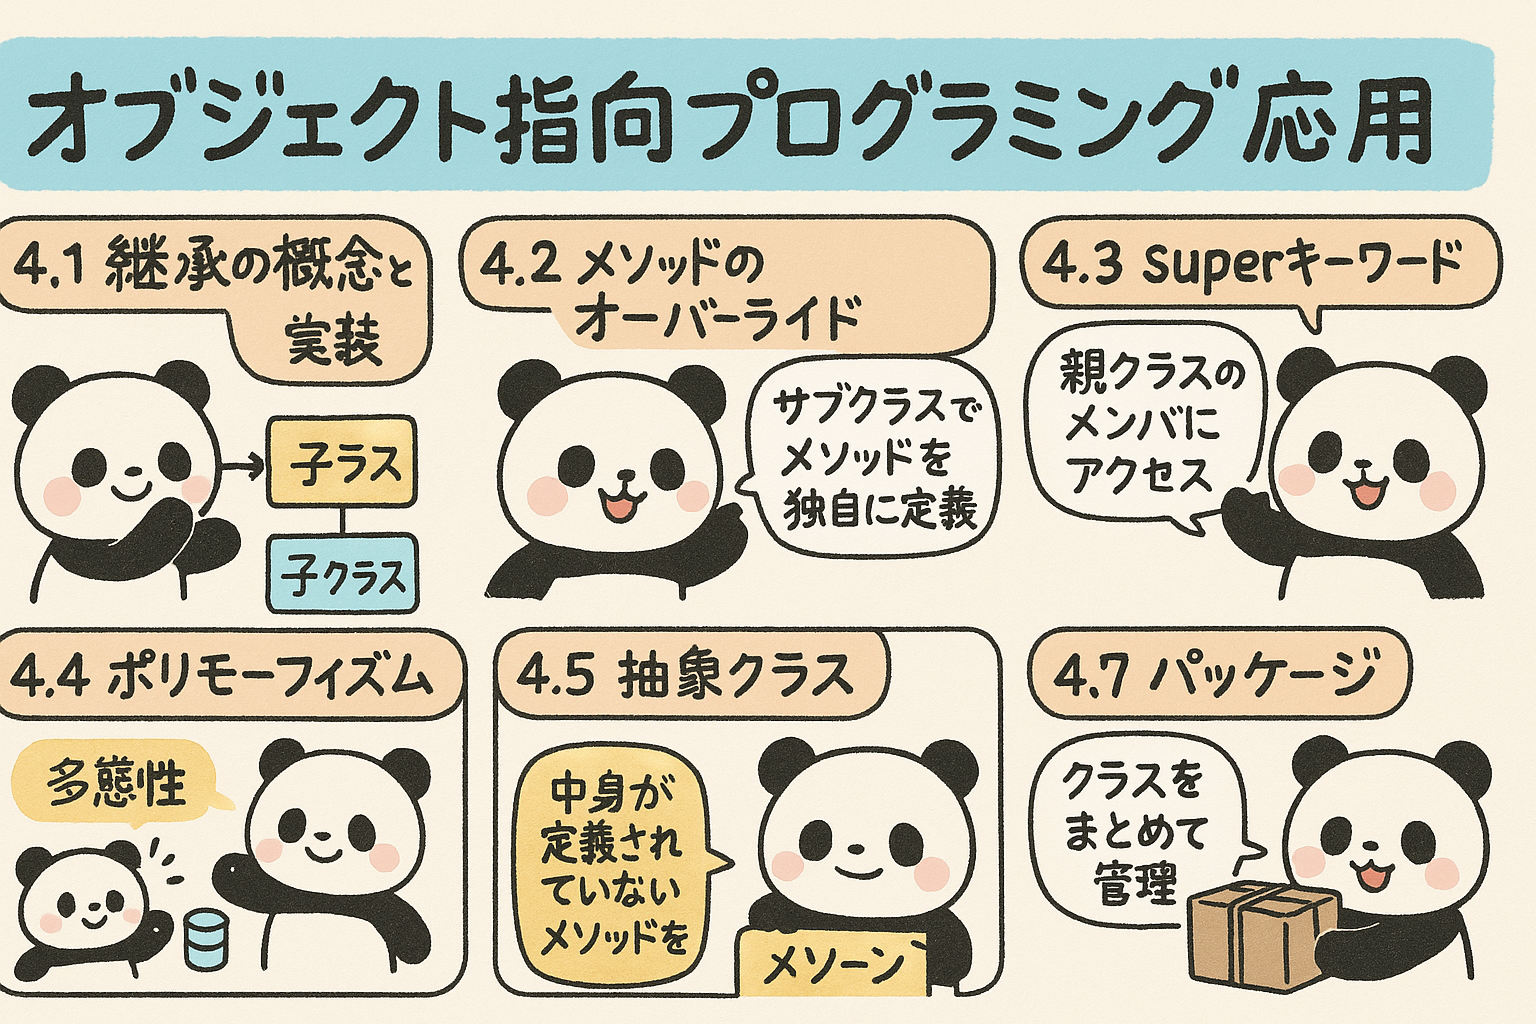 オブジェクト指向プログラミング応用
4.1 継承の概念と
実装
子ラス
子クラス
4.2 メソッドの
オーバーライド
サブクラスで
メソッドを
独自に定義
4.3 superキーワード
親クラスの
メンバに
アクセス
4.4 ポリモーフィズム
多態性
4.5 抽象クラス
中身が
定義され
ていない
メソッドを
メソーン
4.7 パッケージ
クラスを
まとめて
管理